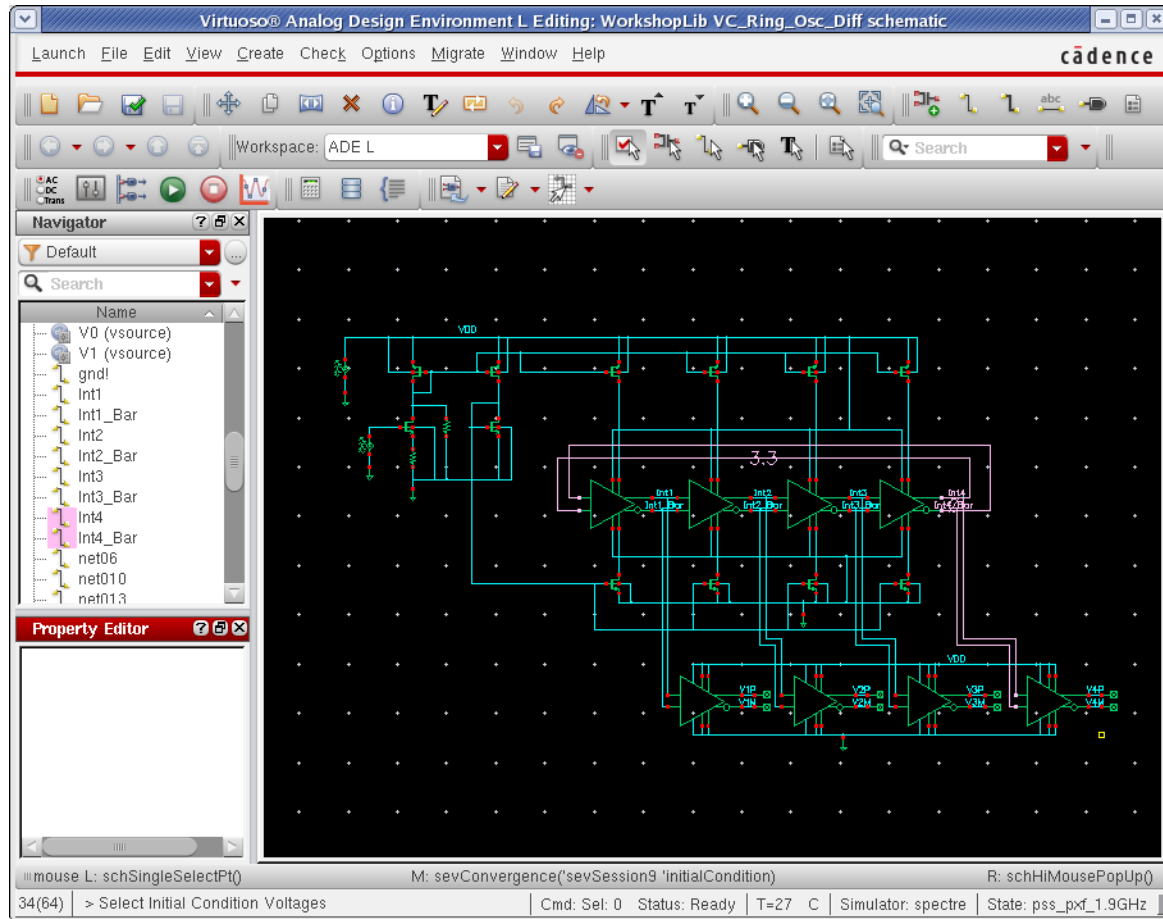 Virtuoso® Analog Design Environment L Editing: WorkshopLib VC_Ring_Osc_Diff schematic
Launch File Edit View Create Check Options Migrate Window Help
cādence
abc
Workspace: ADE L
Search
AC
DC
Trans
Navigator
Default
Search
Name
V0 (vsource)
V1 (vsource)
gnd!
Int1
Int1_Bar
Int2
Int2_Bar
Int3
Int3_Bar
Int4
Int4_Bar
net06
net010
net013
Property Editor
VDD
3.3
Int1 Int2 Int3 Int4
Int1_Bar Int2_Bar Int3_Bar Int4_Bar
VDD
V1P V2P V3P V4P
V1M V2M V3M V4M
mouse L: schSingleSelectPt() M: sevConvergence('sevSession9 'initialCondition) R: schHiMousePopUp()
34(64) > Select Initial Condition Voltages Cmd: Sel: 0 Status: Ready T=27 C Simulator: spectre State: pss_pxf_1.9GHz